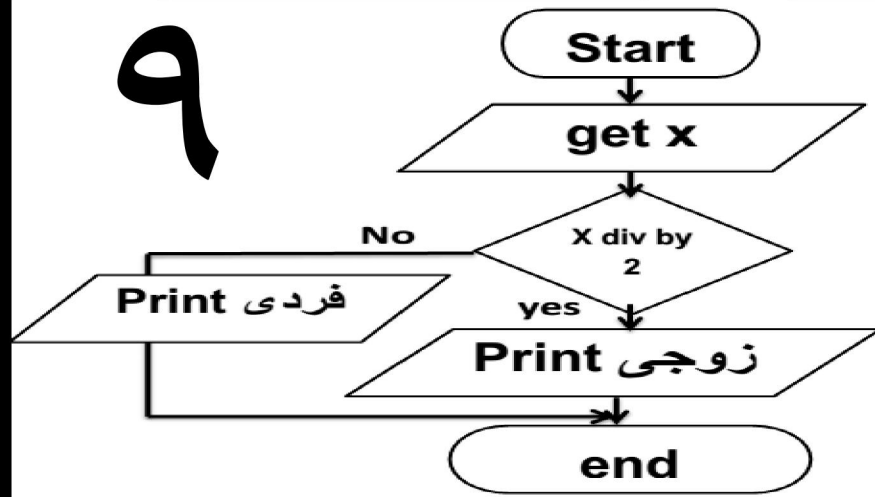 ٩
Start
get x
X div by
2
No
Print فردى
yes
Print زوجى
end